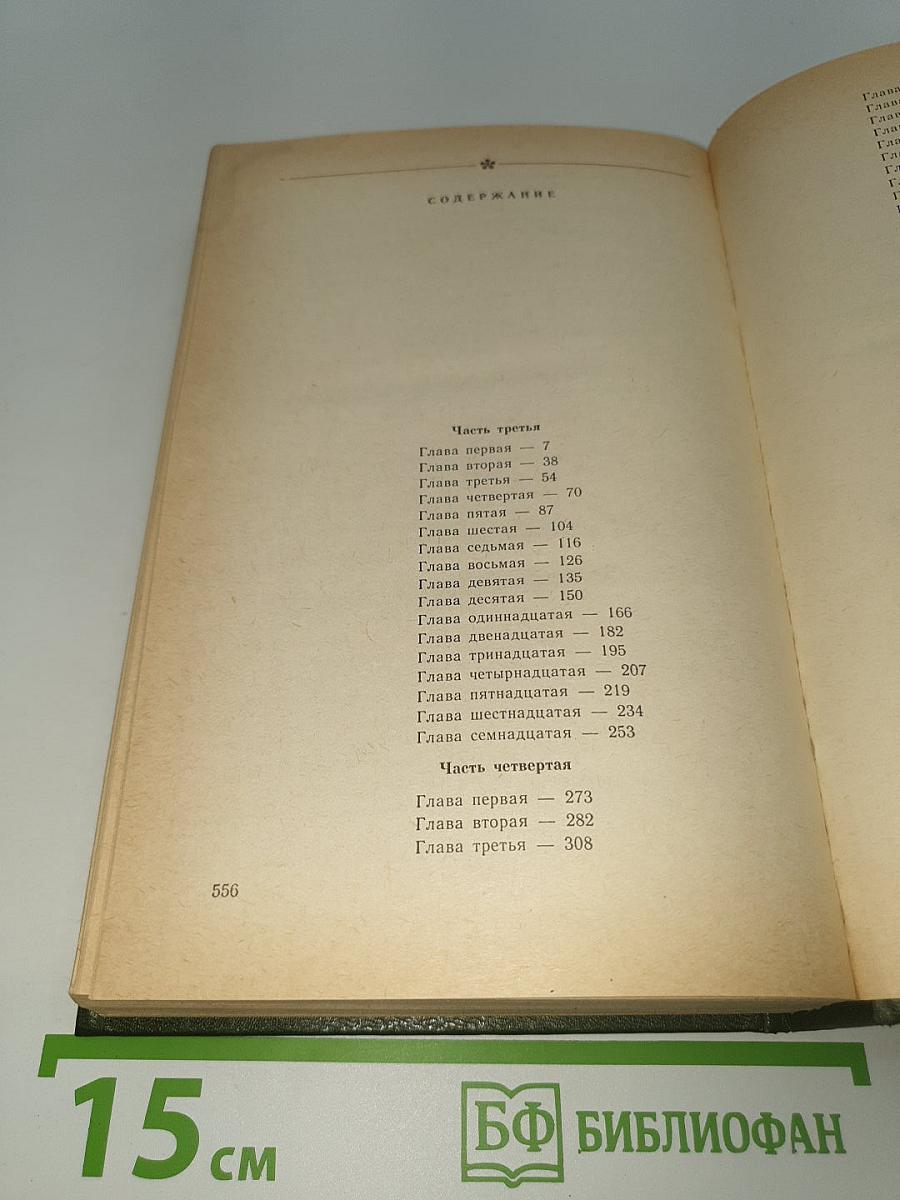 СОДЕРЖАНИЕ
Часть третья
Глава первая — 7
Глава вторая — 38
Глава третья — 54
Глава четвертая — 70
Глава пятая — 87
Глава шестая — 104
Глава седьмая — 116
Глава восьмая — 126
Глава девятая — 135
Глава десятая — 150
Глава одиннадцатая — 166
Глава двенадцатая — 182
Глава тринадцатая — 195
Глава четырнадцатая — 207
Глава пятнадцатая — 219
Глава шестнадцатая — 234
Глава семнадцатая — 253
Часть четвертая
Глава первая — 273
Глава вторая — 282
Глава третья — 308
556
Глава
Глава
15 см
БФ БИБЛИОФАН